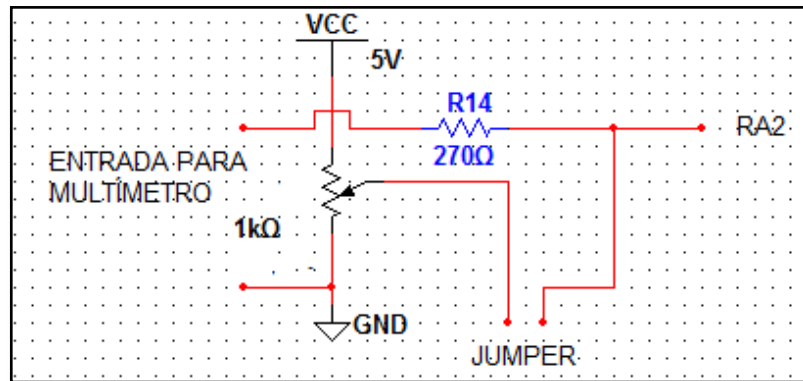 VCC
5V
R14
270Ω
RA2
ENTRADA PARA
MULTÍMETRO
1kΩ
GND
JUMPER